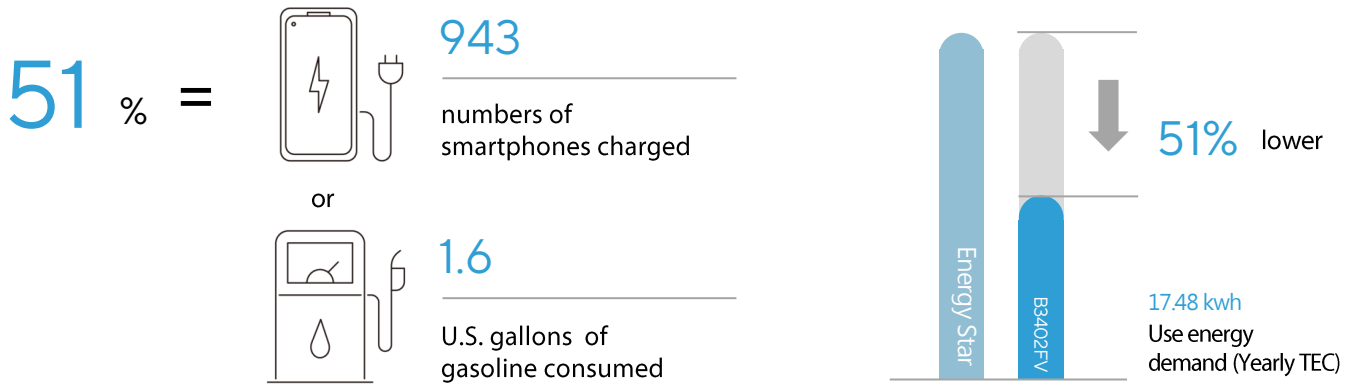 51 % =
943
numbers of
smartphones charged
or
1.6
U.S. gallons of
gasoline consumed
Energy Star
B3402FV
51% lower
17.48 kwh
Use energy
demand (Yearly TEC)